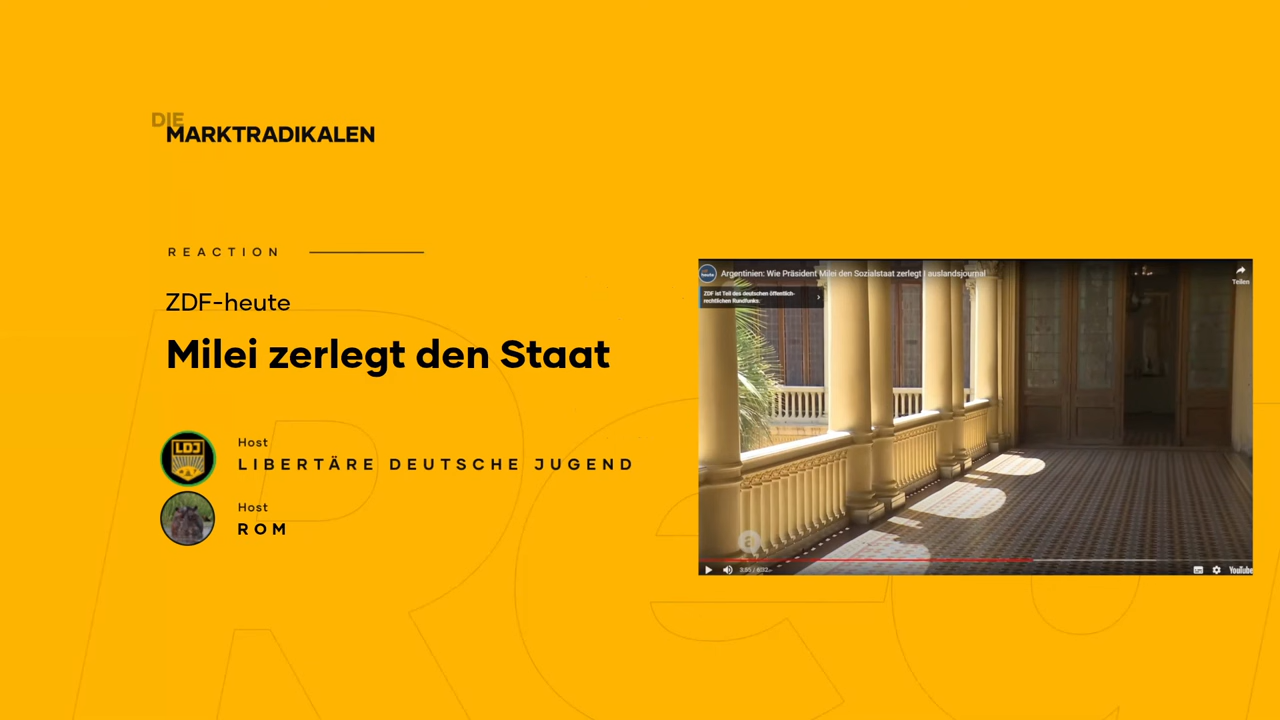 DIE
MARKTRADIKALEN
REACTION
ZDF-heute
Milei zerlegt den Staat
LDJ
Host
LIBERTÄRE DEUTSCHE JUGEND
Host
ROM
Argentinien: Wie Präsident Milei den Sozialstaat zerlegt I auslandsjournal
Teilen
ZDF ist Teil des deutschen öffentlich-
rechtlichen Rundfunks.
YouTube